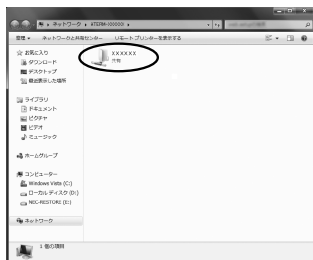 ネットワーク ▸ ATERM-XXXXXX ▸
整理 ▾ ネットワークと共有センター リモート プリンターを表示する
お気に入り
ダウンロード
デスクトップ
最近表示した場所
XXXXXX
共有
ライブラリ
ドキュメント
ピクチャ
ビデオ
ミュージック
ホームグループ
コンピューター
Windows Vista (C:)
ローカル ディスク (D:)
NEC-RESTORE (E:)
ネットワーク
1 個の項目